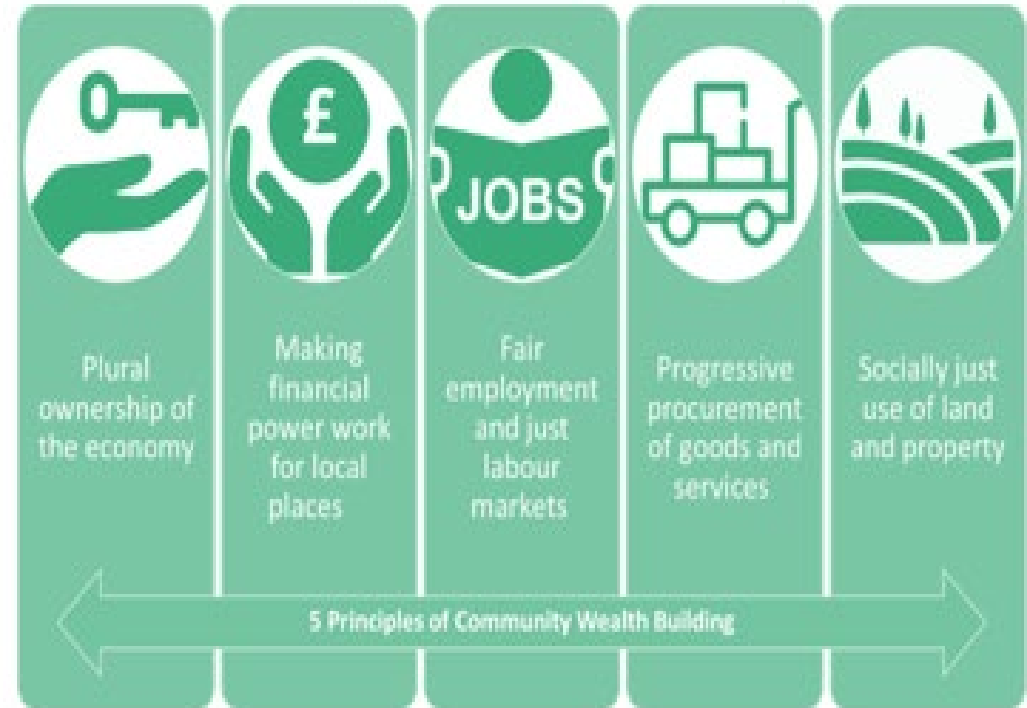 £
JOBS
Plural
ownership of
the economy
Making
financial
power work
for local
places
Fair
employment
and just
labour
markets
Progressive
procurement
of goods and
services
Socially just
use of land
and property
5 Principles of Community Wealth Building